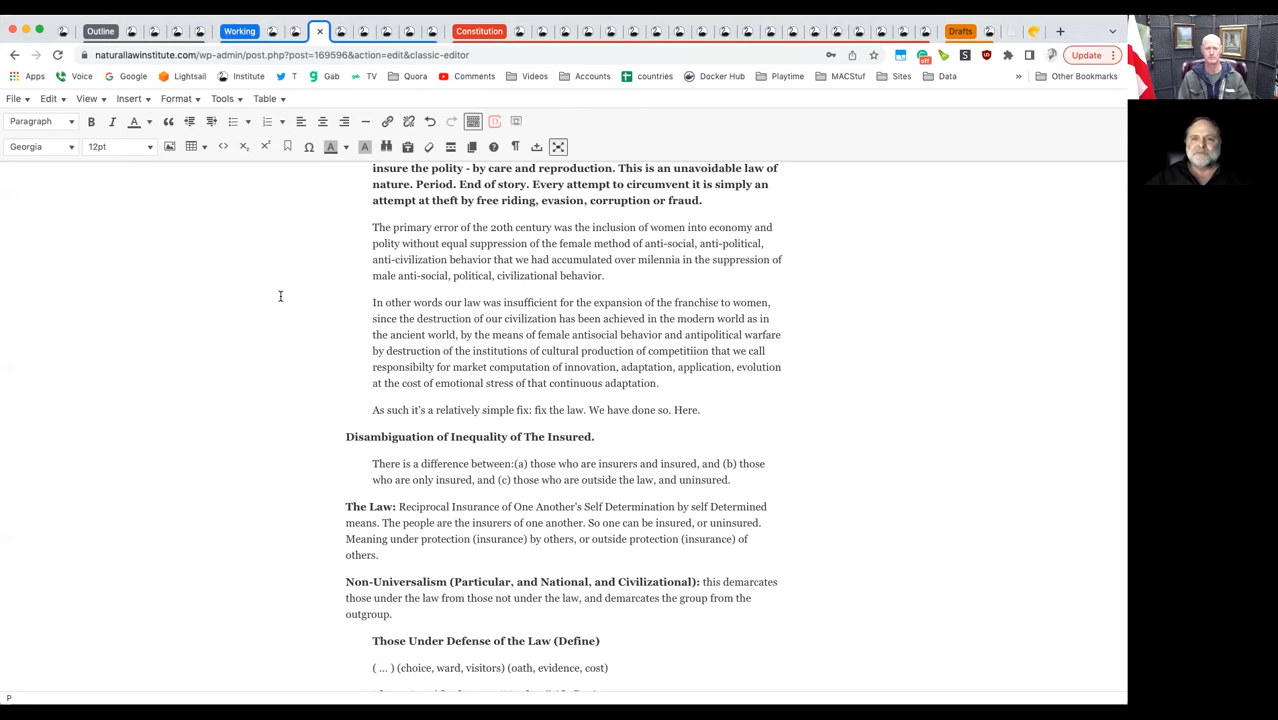 Outline
Working
Constitution
Drafts
naturallawinstitute.com/wp-admin/post.php?post=169596&action=edit&classic-editor
off
Update
Apps Voice Google Lightsail Institute T Gab TV Quora Comments Videos Accounts countries Docker Hub Playtime MACStuf Sites Data » Other Bookmarks
File Edit View Insert Format Tools Table
Paragraph B I A
Georgia 12pt
insure the polity - by care and reproduction. This is an unavoidable law of
nature. Period. End of story. Every attempt to circumvent it is simply an
attempt at theft by free riding, evasion, corruption or fraud.
The primary error of the 20th century was the inclusion of women into economy and
polity without equal suppression of the female method of anti-social, anti-political,
anti-civilization behavior that we had accumulated over milennia in the suppression of
male anti-social, political, civilizational behavior.
In other words our law was insufficient for the expansion of the franchise to women,
since the destruction of our civilization has been achieved in the modern world as in
the ancient world, by the means of female antisocial behavior and antipolitical warfare
by destruction of the institutions of cultural production of competitiion that we call
responsibilty for market computation of innovation, adaptation, application, evolution
at the cost of emotional stress of that continuous adaptation.
As such it's a relatively simple fix: fix the law. We have done so. Here.
Disambiguation of Inequality of The Insured.
There is a difference between:(a) those who are insurers and insured, and (b) those
who are only insured, and (c) those who are outside the law, and uninsured.
The Law: Reciprocal Insurance of One Another's Self Determination by self Determined
means. The people are the insurers of one another. So one can be insured, or uninsured.
Meaning under protection (insurance) by others, or outside protection (insurance) of
others.
Non-Universalism (Particular, and National, and Civilizational): this demarcates
those under the law from those not under the law, and demarcates the group from the
outgroup.
Those Under Defense of the Law (Define)
( ... ) (choice, ward, visitors) (oath, evidence, cost)
P